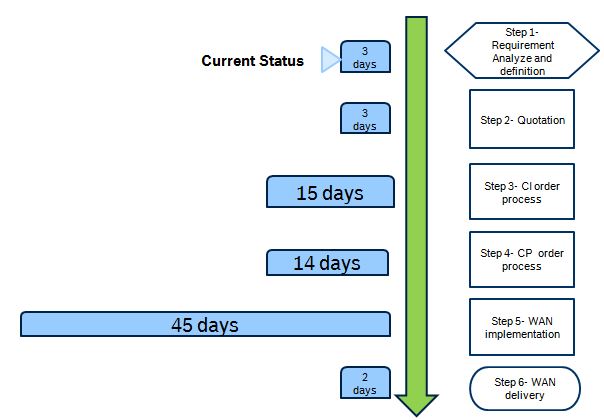 Current Status
3
days
Step 1-
Requirement
Analyze and
definition
3
days
Step 2- Quotation
15 days
Step 3- CI order
process
14 days
Step 4- CP order
process
45 days
Step 5- WAN
implementation
2
days
Step 6- WAN
delivery